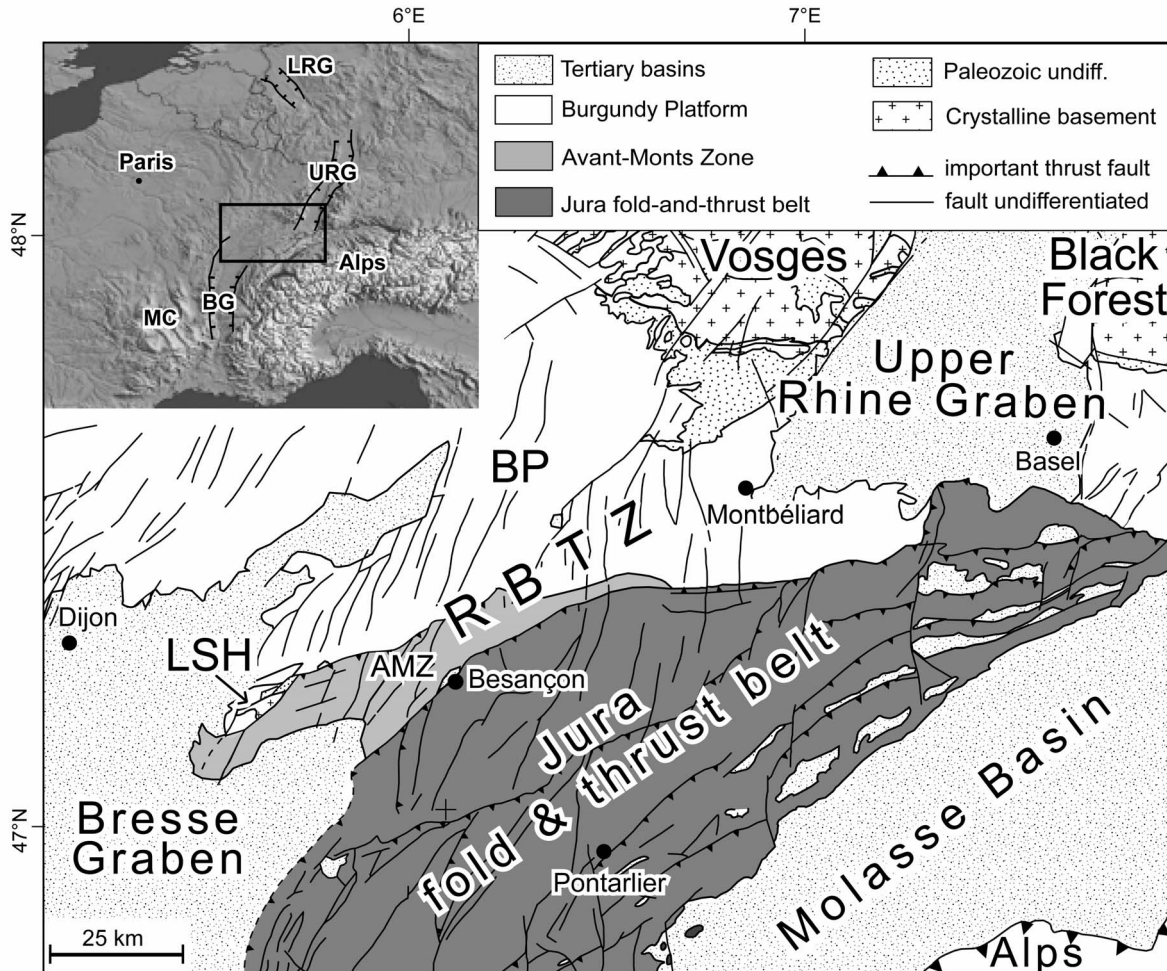 6°E
7°E
48°N
47°N
LRG
Paris
URG
Alps
BG
MC
Tertiary basins
Burgundy Platform
Avant-Monts Zone
Jura fold-and-thrust belt
Paleozoic undiff.
Crystalline basement
important thrust fault
fault undifferentiated
Vosges
Black
Forest
Upper
Rhine Graben
Basel
BP
Montbéliard
RBTZ
Dijon
LSH
AMZ
Besançon
Jura
fold & thrust belt
Bresse
Graben
Pontarlier
Molasse Basin
25 km
Alps